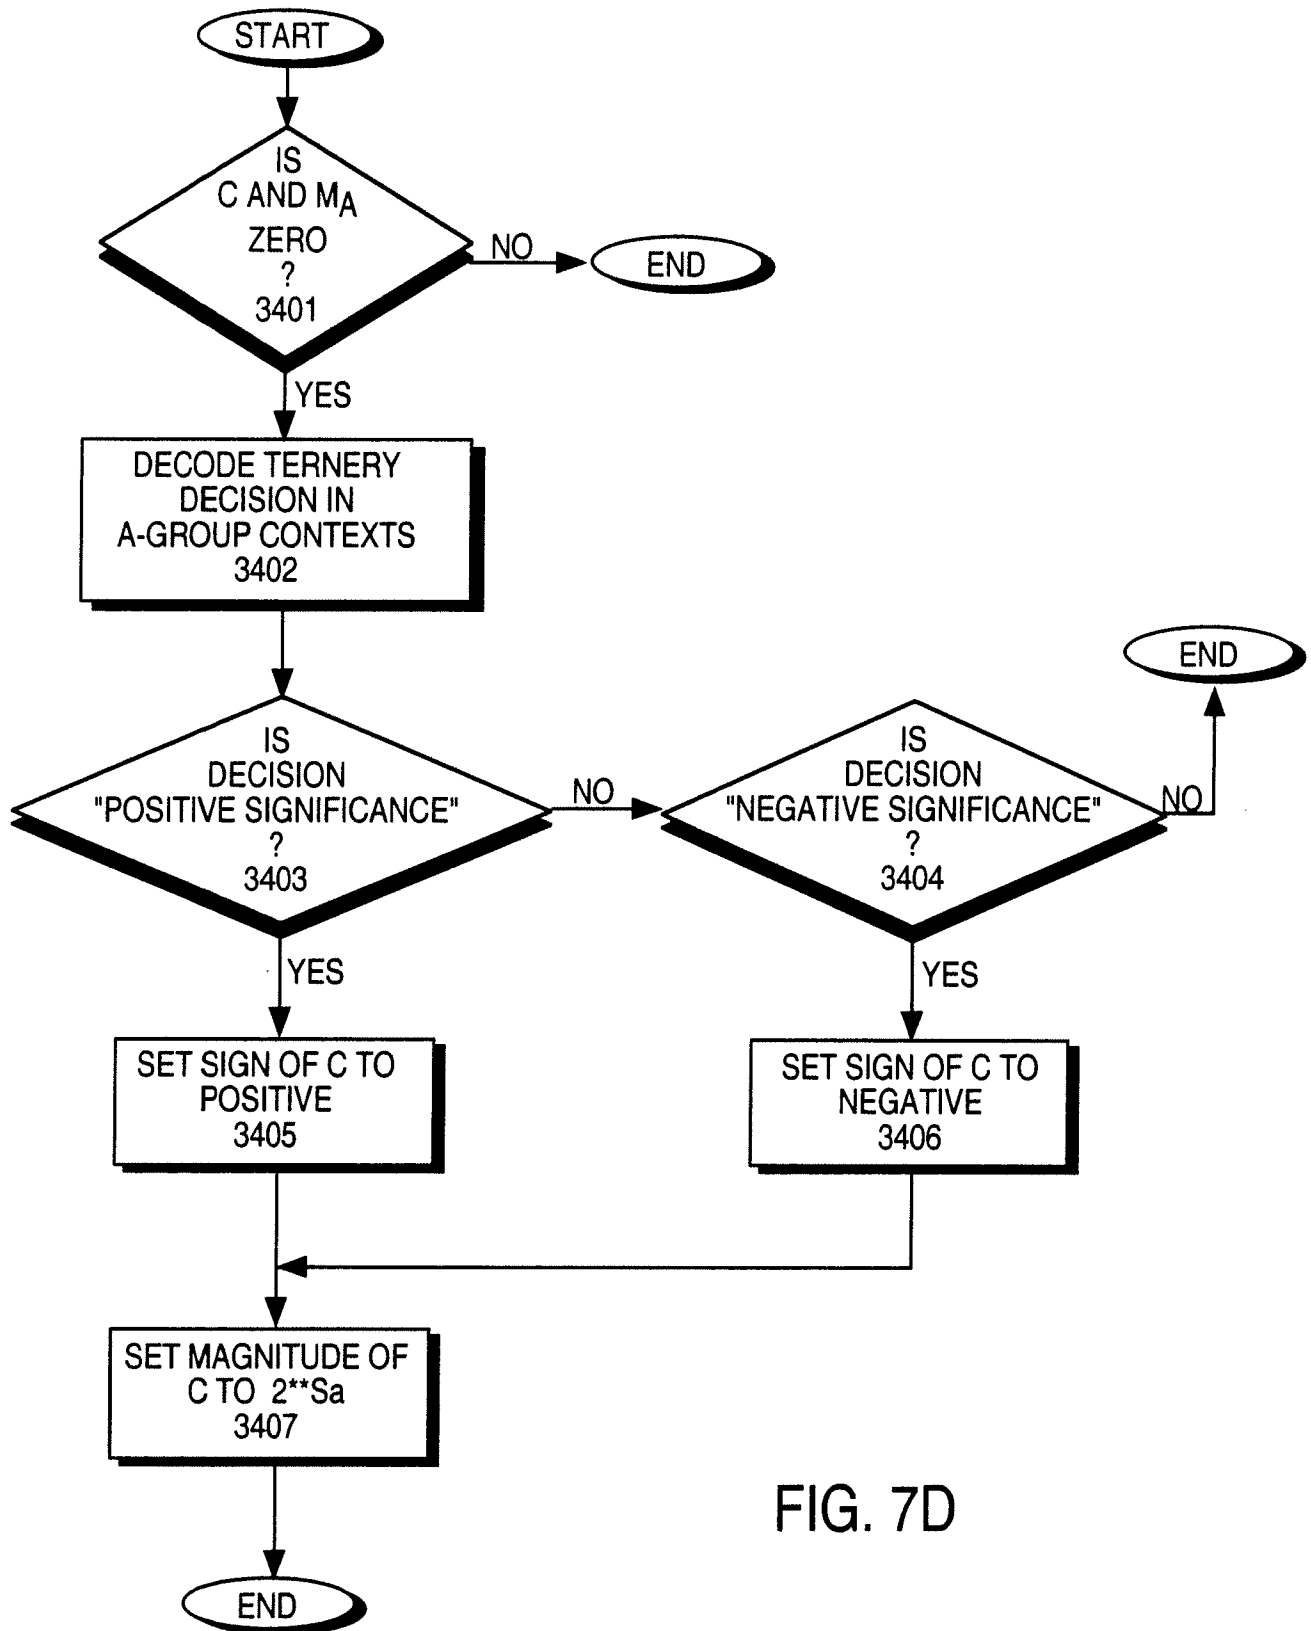 START
IS
C AND MA
ZERO
?
3401
NO
END
YES
DECODE TERNERY
DECISION IN
A-GROUP CONTEXTS
3402
END
IS
DECISION
"POSITIVE SIGNIFICANCE"
?
3403
NO
IS
DECISION
"NEGATIVE SIGNIFICANCE"
?
3404
NO
YES
YES
SET SIGN OF C TO
POSITIVE
3405
SET SIGN OF C TO
NEGATIVE
3406
SET MAGNITUDE OF
C TO 2**Sa
3407
FIG. 7D
END